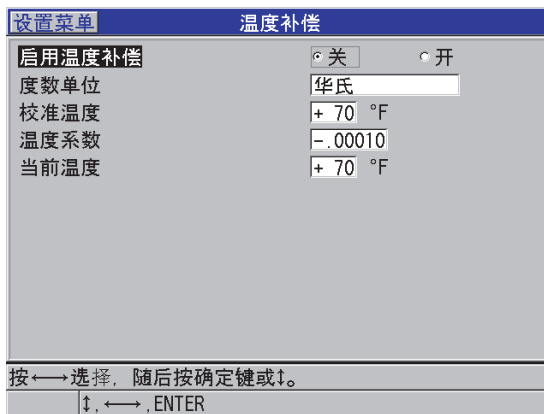 设置菜单 温度补偿
启用温度补偿 关 开
度数单位 华氏
校准温度 + 70 °F
温度系数 -.00010
当前温度 + 70 °F
按←→选择, 随后按确定键或↕。
↕, ←→, ENTER